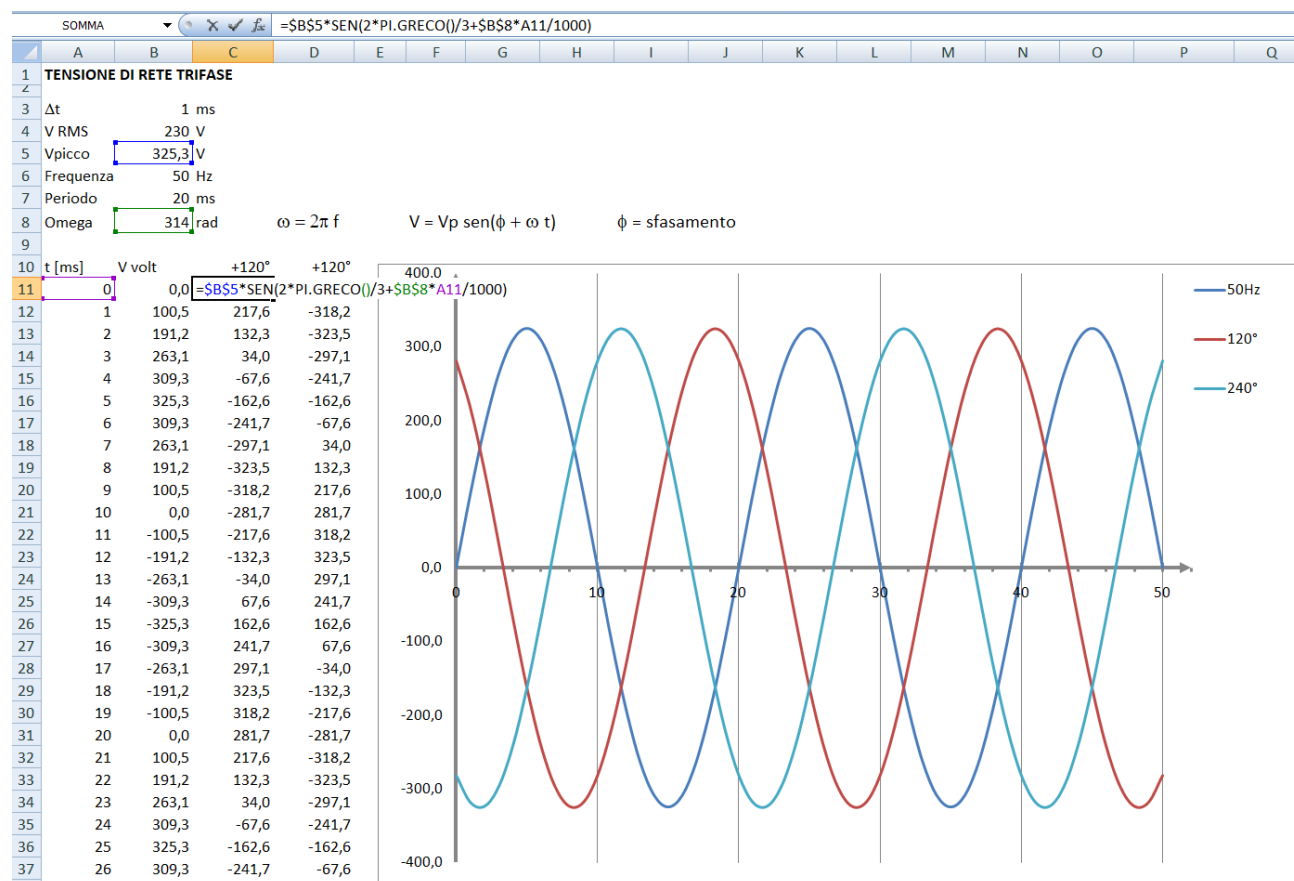 SOMMA =$B$5*SEN(2*PI.GRECO()/3+$B$8*A11/1000)
A B C D E F G H I J K L M N O P Q
1 TENSIONE DI RETE TRIFASE
2
3 Δt 1 ms
4 V RMS 230 V
5 Vpicco 325,3 V
6 Frequenza 50 Hz
7 Periodo 20 ms
8 Omega 314 rad ω = 2π f V = Vp sen(ϕ + ω t) ϕ = sfasamento
9
10 t [ms] V volt +120° +120°
11 0 0,0 =$B$5*SEN(2*PI.GRECO()/3+$B$8*A11/1000)
12 1 100,5 217,6 -318,2
13 2 191,2 132,3 -323,5
14 3 263,1 34,0 -297,1
15 4 309,3 -67,6 -241,7
16 5 325,3 -162,6 -162,6
17 6 309,3 -241,7 -67,6
18 7 263,1 -297,1 34,0
19 8 191,2 -323,5 132,3
20 9 100,5 -318,2 217,6
21 10 0,0 -281,7 281,7
22 11 -100,5 -217,6 318,2
23 12 -191,2 -132,3 323,5
24 13 -263,1 -34,0 297,1
25 14 -309,3 67,6 241,7
26 15 -325,3 162,6 162,6
27 16 -309,3 241,7 67,6
28 17 -263,1 297,1 -34,0
29 18 -191,2 323,5 -132,3
30 19 -100,5 318,2 -217,6
31 20 0,0 281,7 -281,7
32 21 100,5 217,6 -318,2
33 22 191,2 132,3 -323,5
34 23 263,1 34,0 -297,1
35 24 309,3 -67,6 -241,7
36 25 325,3 -162,6 -162,6
37 26 309,3 -241,7 -67,6
400,0
300,0
200,0
100,0
0,0
-100,0
-200,0
-300,0
-400,0
0 10 20 30 40 50
50Hz
120°
240°